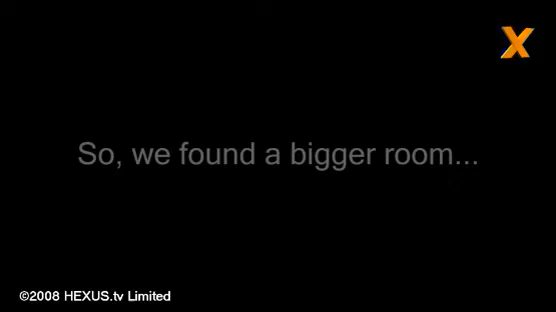 X
So, we found a bigger room...
©2008 HEXUS.tv Limited